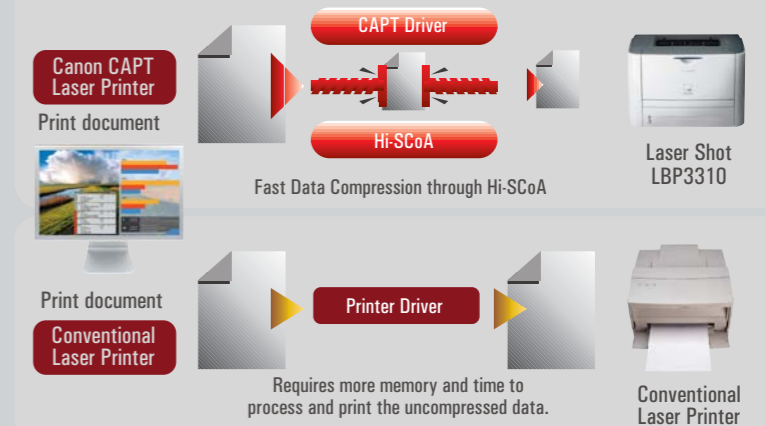 CAPT Driver
Canon CAPT
Laser Printer
Print document
Hi-SCoA
Fast Data Compression through Hi-SCoA
Laser Shot
LBP3310
Print document
Conventional
Laser Printer
Printer Driver
Requires more memory and time to
process and print the uncompressed data.
Conventional
Laser Printer